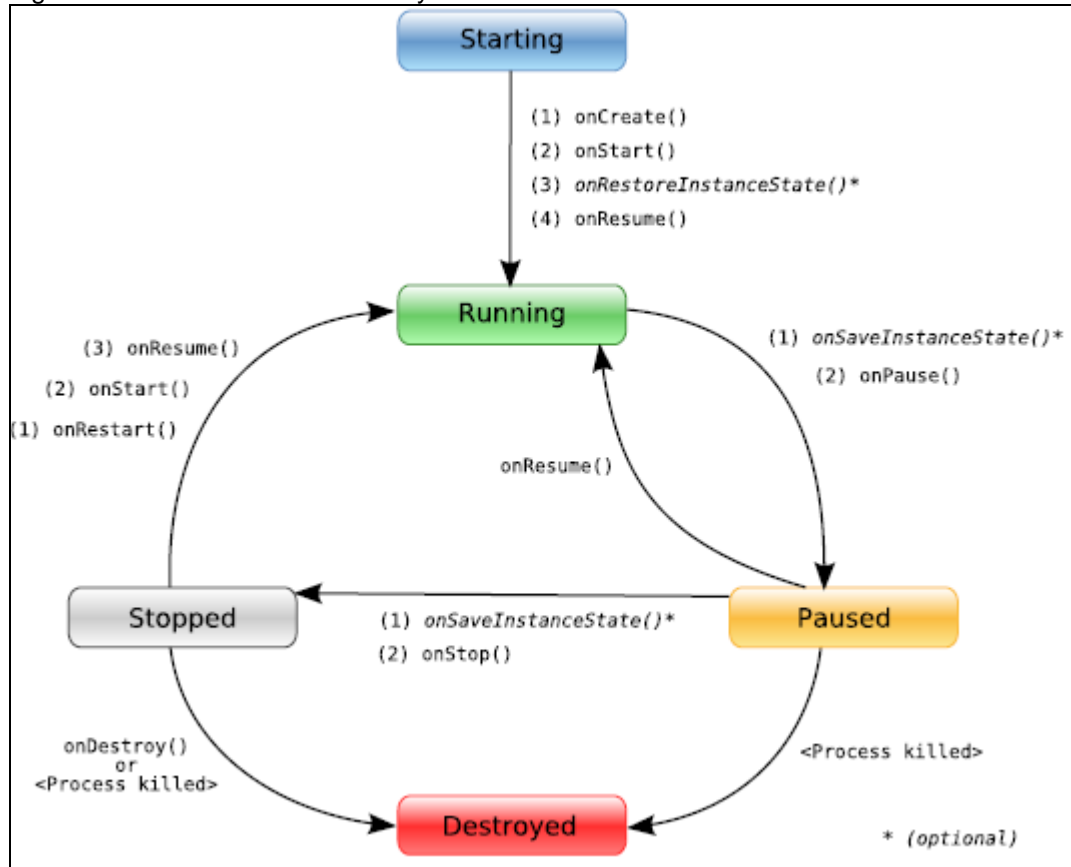 Starting
(1) onCreate()
(2) onStart()
(3) onRestoreInstanceState()*
(4) onResume()
Running
(3) onResume()
(2) onStart()
(1) onRestart()
(1) onSaveInstanceState()*
(2) onPause()
onResume()
Stopped
(1) onSaveInstanceState()*
(2) onStop()
Paused
onDestroy()
or
<Process killed>
<Process killed>
Destroyed
* (optional)